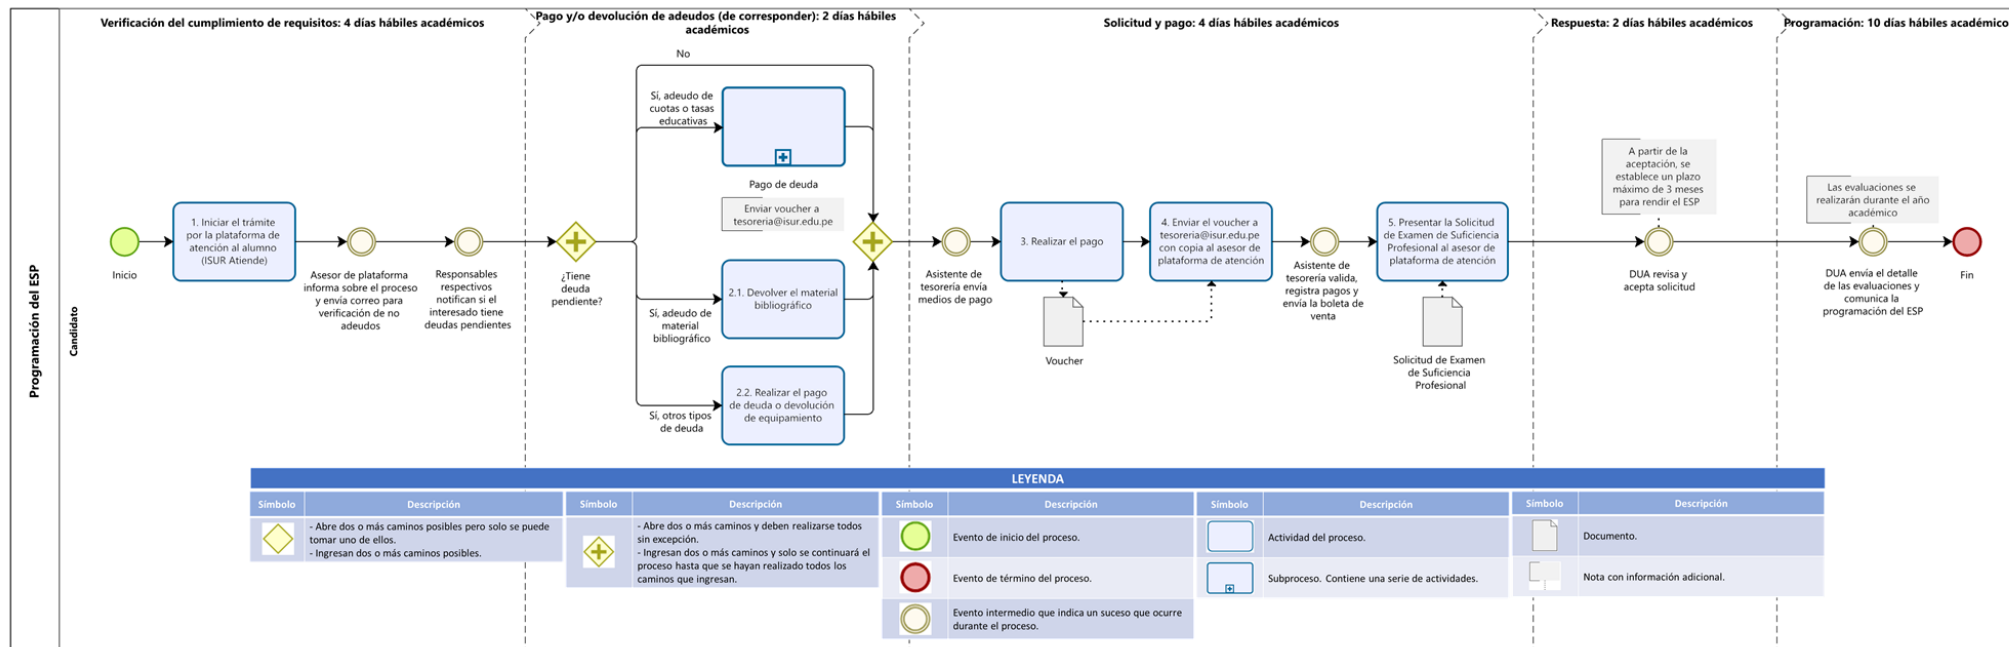 Programación del ESP
Candidato
Verificación del cumplimiento de requisitos: 4 días hábiles académicos
Pago y/o devolución de adeudos (de corresponder): 2 días hábiles
académicos
Solicitud y pago: 4 días hábiles académicos
Respuesta: 2 días hábiles académicos
Programación: 10 días hábiles académico
Inicio
1. Iniciar el trámite
por la plataforma de
atención al alumno
(ISUR Atiende)
Asesor de plataforma
informa sobre el proceso
y envía correo para
verificación de no
adeudos
Responsables
respectivos
notifican si el
interesado tiene
deudas pendientes
¿Tiene
deuda
pendiente?
No
Sí, adeudo de
cuotas o tasas
educativas
Pago de deuda
Enviar voucher a
tesoreria@isur.edu.pe
2.1. Devolver el material
bibliográfico
Sí, adeudo de
material
bibliográfico
2.2. Realizar el pago
de deuda o devolución
de equipamiento
Sí, otros tipos
de deuda
Asistente de
tesorería envía
medios de pago
3. Realizar el pago
Voucher
4. Enviar el voucher a
tesoreria@isur.edu.pe
con copia al asesor de
plataforma de atención
Asistente de
tesorería valida,
registra pagos y
envía la boleta de
venta
5. Presentar la Solicitud
de Examen de Suficiencia
Profesional al asesor de
plataforma de atención
Solicitud de Examen
de Suficiencia
Profesional
A partir de la
aceptación, se
establece un plazo
máximo de 3 meses
para rendir el ESP
DUA revisa y
acepta solicitud
Las evaluaciones se
realizarán durante el año
académico
DUA envía el detalle
de las evaluaciones y
comunica la
programación del ESP
Fin
LEYENDA
Símbolo
Descripción
- Abre dos o más caminos posibles pero solo se puede
tomar uno de ellos.
- Ingresan dos o más caminos posibles.
Símbolo
Descripción
- Abre dos o más caminos y deben realizarse todos
sin excepción.
- Ingresan dos o más caminos y solo se continuará el
proceso hasta que se hayan realizado todos los
caminos que ingresan.
Símbolo
Descripción
Evento de inicio del proceso.
Evento de término del proceso.
Evento intermedio que indica un suceso que ocurre
durante el proceso.
Símbolo
Descripción
Actividad del proceso.
Subproceso. Contiene una serie de actividades.
Símbolo
Descripción
Documento.
Nota con información adicional.